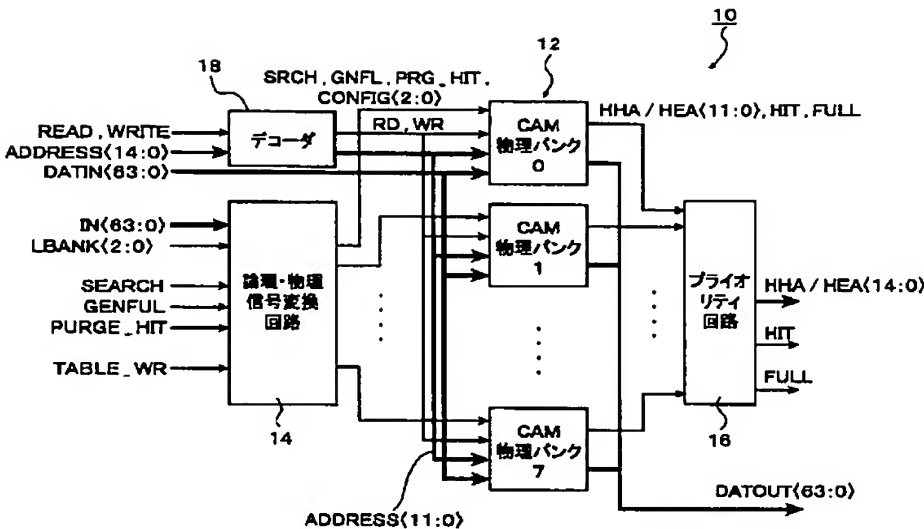 10
18
12
SRCH, GNFL, PRG_HIT,
CONFIG⟨2:0⟩
HHA/HEA⟨11:0⟩, HIT, FULL
READ, WRITE
デコーダ
RD, WR
CAM
物理バンク
0
ADDRESS⟨14:0⟩
DATIN⟨63:0⟩
IN⟨63:0⟩
LBANK⟨2:0⟩
CAM
物理バンク
1
SEARCH
GENFUL
PURGE_HIT
論理・物理
信号変換
回路
プライオ
リティ
回路
HHA/HEA⟨14:0⟩
HIT
FULL
TABLE_WR
14
CAM
物理バンク
7
16
DATOUT⟨63:0⟩
ADDRESS⟨11:0⟩